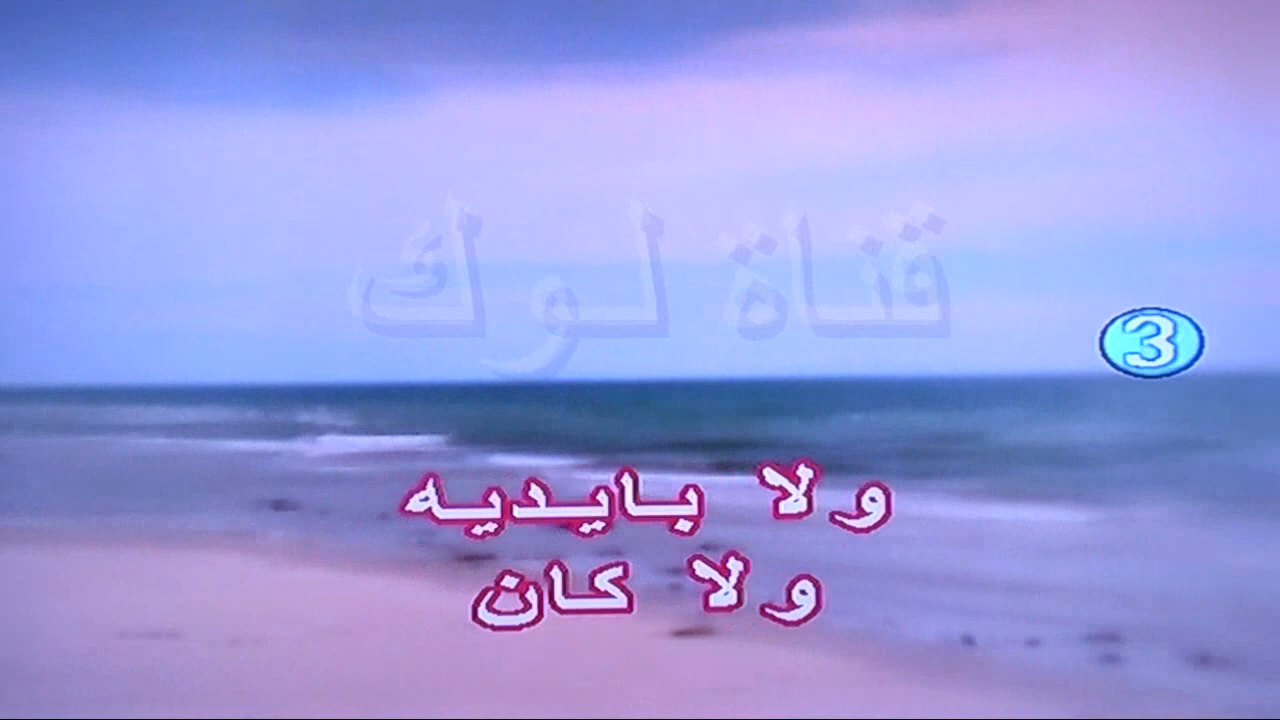 قناة لوك
3
ولا بايديه
ولا كان